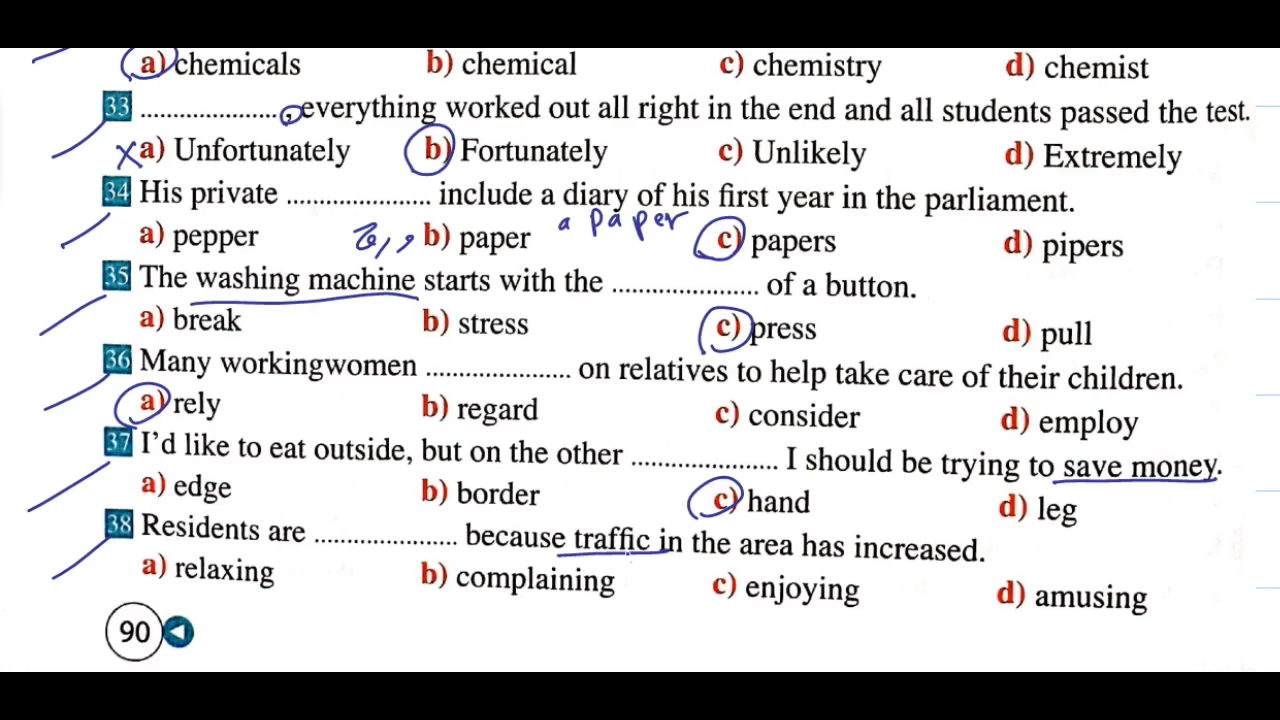 a) chemicals b) chemical c) chemistry d) chemist
33 ..................... , everything worked out all right in the end and all students passed the test.
a) Unfortunately b) Fortunately c) Unlikely d) Extremely
34 His private ..................... include a diary of his first year in the parliament.
a paper
a) pepper b) paper c) papers d) pipers
35 The washing machine starts with the ..................... of a button.
a) break b) stress c) press d) pull
36 Many workingwomen ..................... on relatives to help take care of their children.
a) rely b) regard c) consider d) employ
37 I'd like to eat outside, but on the other ..................... I should be trying to save money.
a) edge b) border c) hand d) leg
38 Residents are ..................... because traffic in the area has increased.
a) relaxing b) complaining c) enjoying d) amusing
90